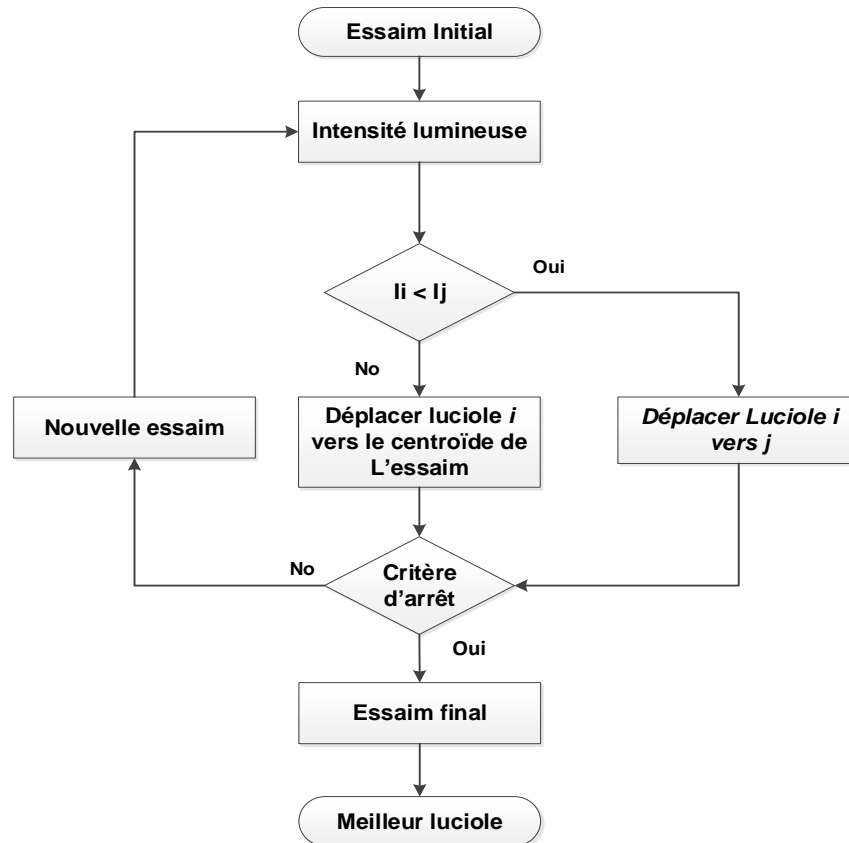 Essaim Initial
Intensité lumineuse
Ii < Ij
Oui
No
Déplacer luciole i
vers le centroïde de
L'essaim
Déplacer Luciole i
vers j
Nouvelle essaim
No
Critère
d'arrêt
Oui
Essaim final
Meilleur luciole